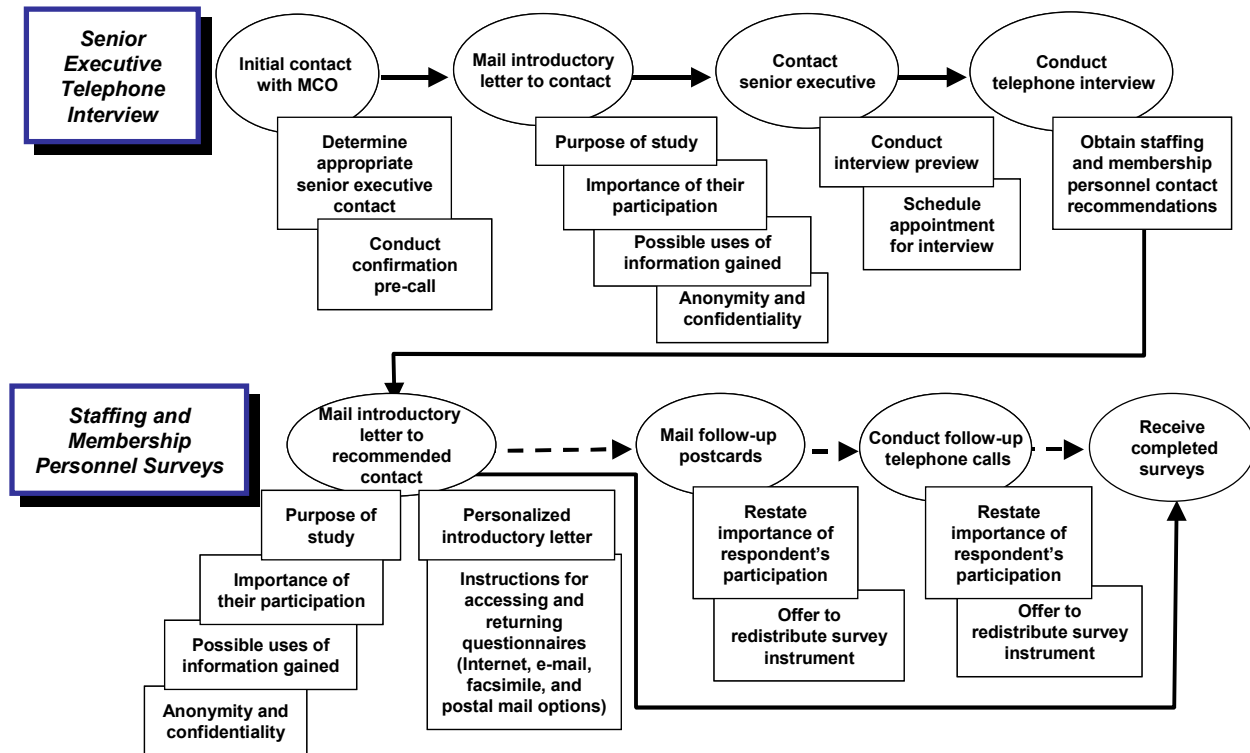 Senior
Executive
Telephone
Interview
Initial contact
with MCO
Determine
appropriate
senior executive
contact
Conduct
confirmation
pre-call
Mail introductory
letter to contact
Purpose of study
Importance of their
participation
Possible uses of
information gained
Anonymity and
confidentiality
Contact
senior executive
Conduct
interview preview
Schedule
appointment
for interview
Conduct
telephone interview
Obtain staffing
and membership
personnel contact
recommendations
Staffing and
Membership
Personnel Surveys
Mail introductory
letter to
recommended
contact
Purpose of
study
Importance of
their participation
Possible uses of
information gained
Anonymity and
confidentiality
Personalized
introductory letter
Instructions for
accessing and
returning
questionnaires
(Internet, e-mail,
facsimile, and
postal mail options)
Mail follow-up
postcards
Restate
importance of
respondent’s
participation
Offer to
redistribute survey
instrument
Conduct follow-up
telephone calls
Restate
importance of
respondent’s
participation
Offer to
redistribute survey
instrument
Receive
completed
surveys